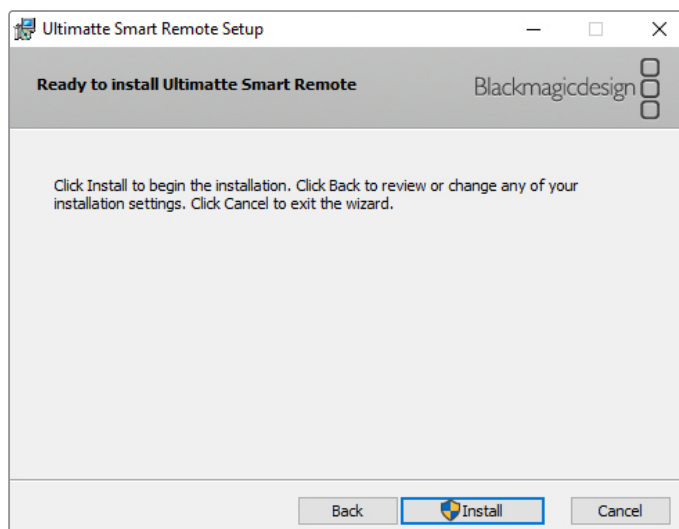 Ultimatte Smart Remote Setup
Ready to install Ultimatte Smart Remote
Blackmagicdesign
Click Install to begin the installation. Click Back to review or change any of your
installation settings. Click Cancel to exit the wizard.
Back
Install
Cancel